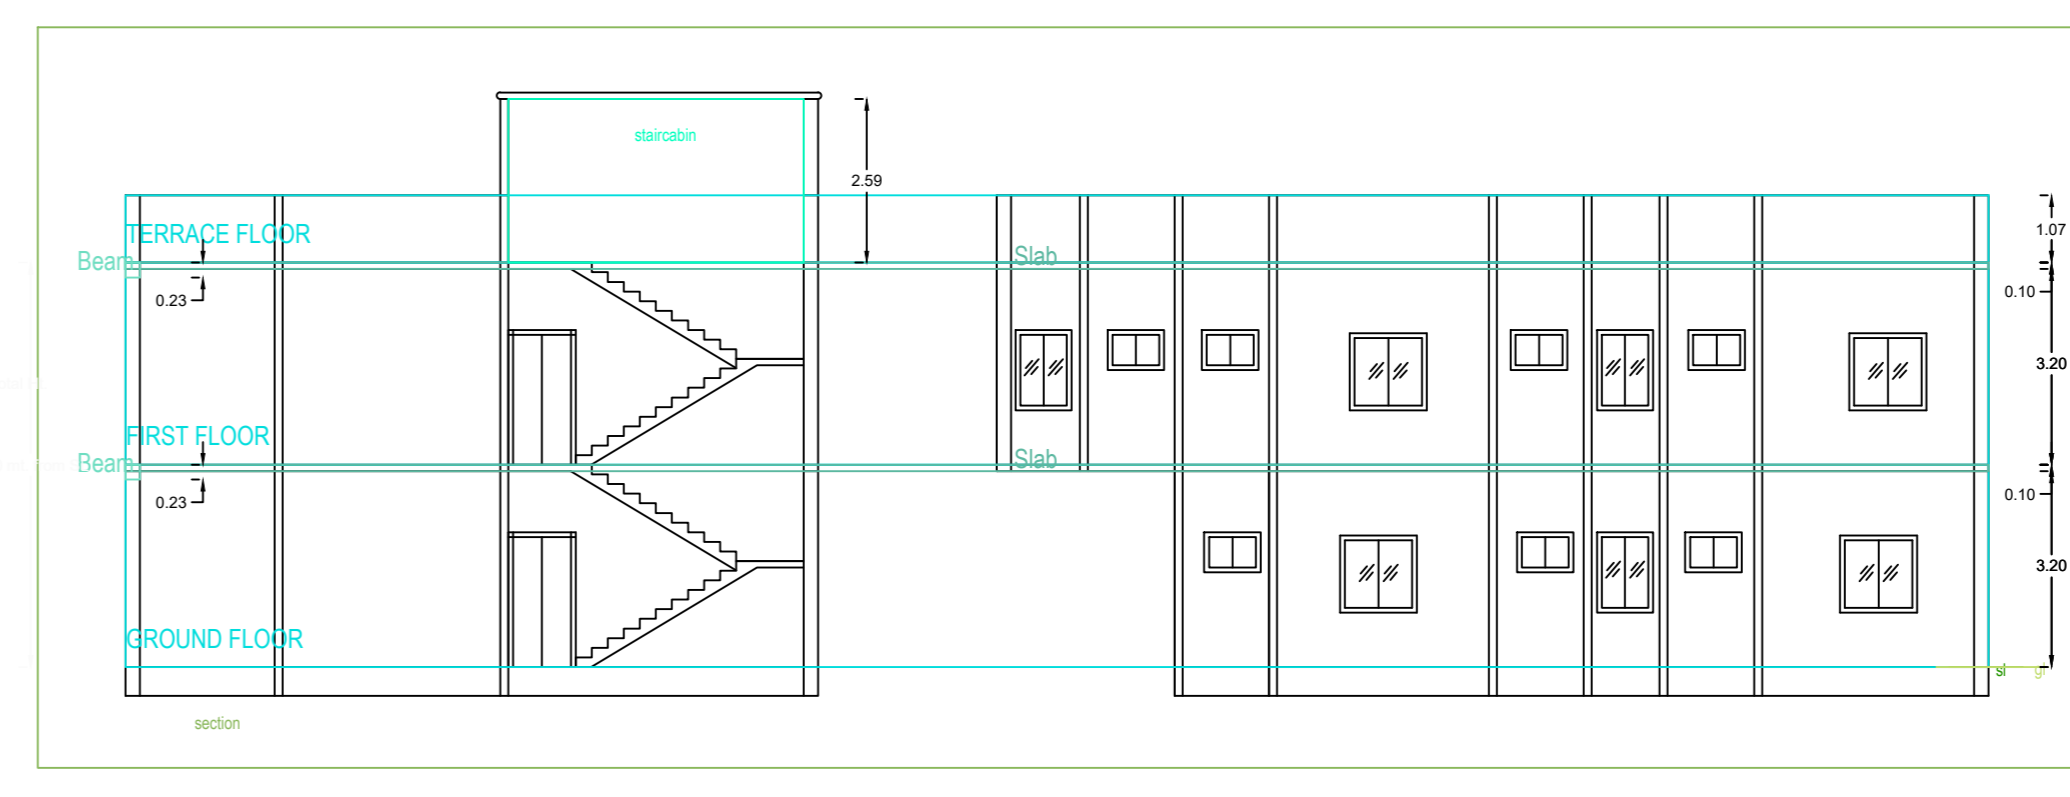 staircabin
2.59
TERRACE FLOOR
1.07
Beam
Slab
0.23
0.10
3.20
FIRST FLOOR
Beam
Slab
0.23
0.10
3.20
GROUND FLOOR
sl gl
section